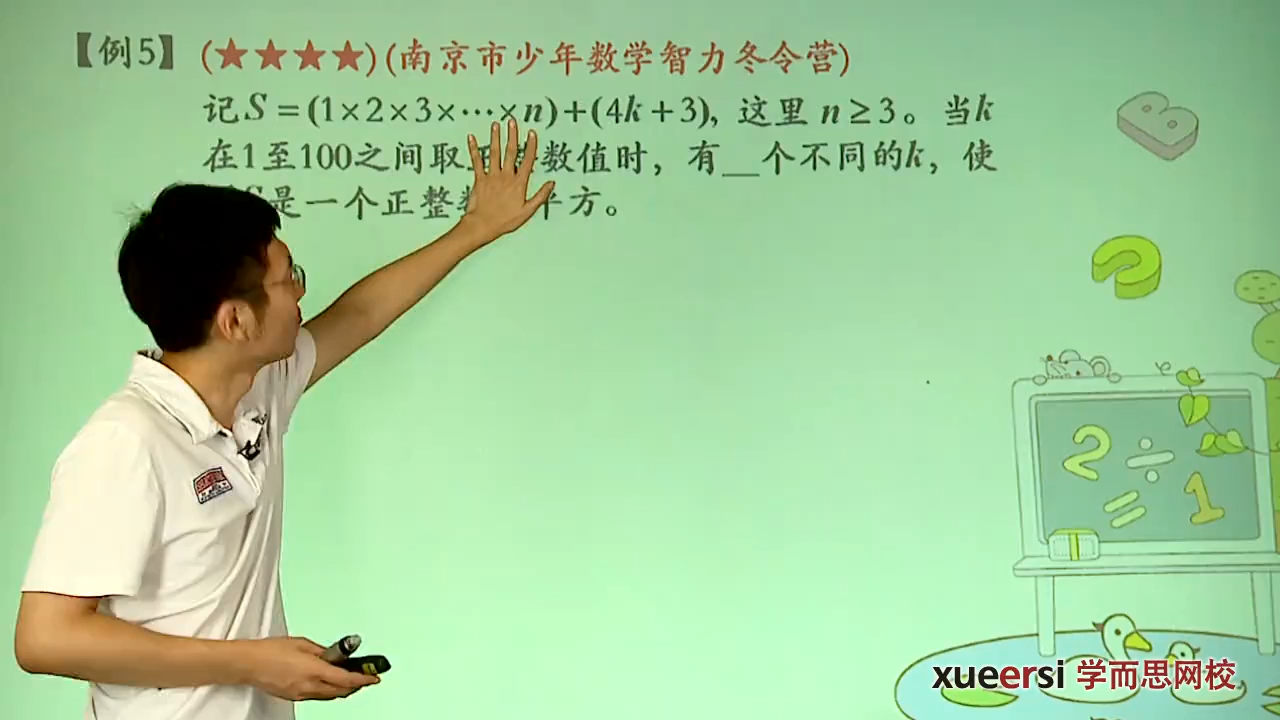 【例5】(★★★★)(南京市少年数学智力冬令营)
记S=(1×2×3×···×n)+(4k+3), 这里 n≥3。当k
在1至100之间取正数值时, 有__个不同的k, 使
是一个正整 平方。
2÷
=1
xueersi 学而思网校